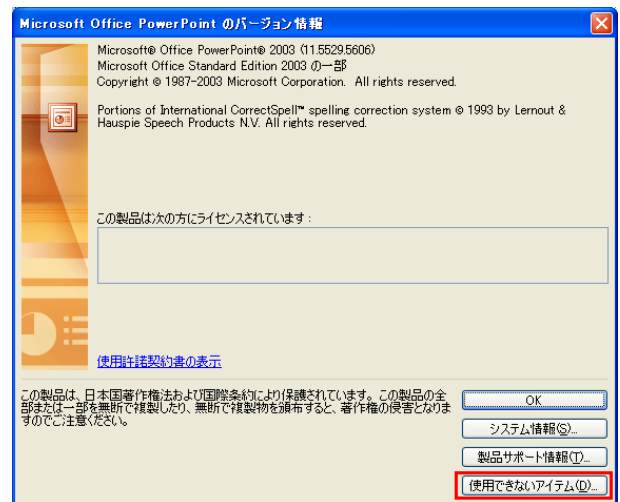 Microsoft Office PowerPoint のバージョン情報
Microsoft® Office PowerPoint® 2003 (11.5529.5606)
Microsoft Office Standard Edition 2003 の一部
Copyright © 1987-2003 Microsoft Corporation.  All rights reserved.
Portions of International CorrectSpell™ spelling correction system © 1993 by Lernout &
Hauspie Speech Products N.V. All rights reserved.
この製品は次の方にライセンスされています :
使用許諾契約書の表示
この製品は、日本国著作権法および国際条約により保護されています。この製品の全
部または一部を無断で複製したり、無断で複製物を頒布すると、著作権の侵害となりま
すのでご注意ください。
OK
システム情報(S)...
製品サポート情報(T)...
使用できないアイテム(D)...